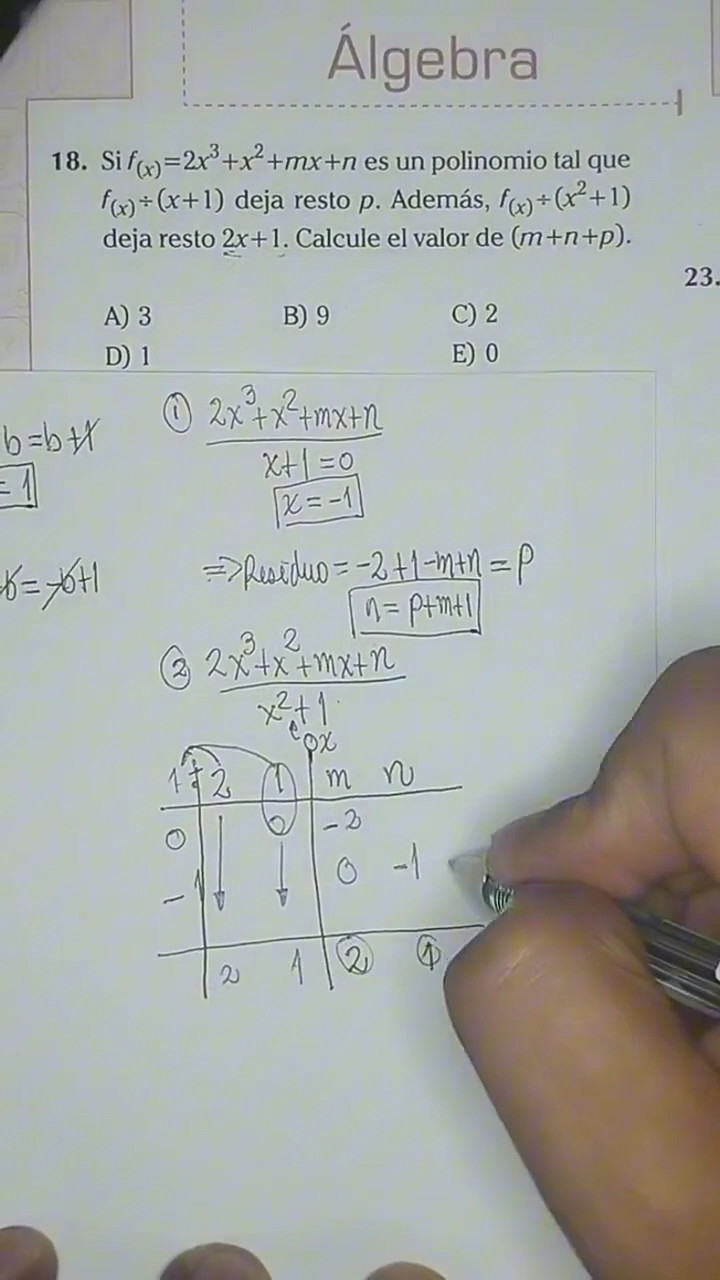 Álgebra
18. Si f(x)=2x³+x²+mx+n es un polinomio tal que
f(x)÷(x+1) deja resto p. Además, f(x)÷(x²+1)
deja resto 2x+1. Calcule el valor de (m+n+p).
23.
A) 3 B) 9 C) 2
D) 1 E) 0
b=b+1
= 1
① 2x³+x²+mx+n
x+1=0
x=-1
-b=-b+1
=>Residuo=-2+1-m+n=p
n=p+m+1
② 2x³+x²+mx+n
x²+1
0x
1 2 1 m n
0 0 -2
-1 0 -1
2 1 2 1